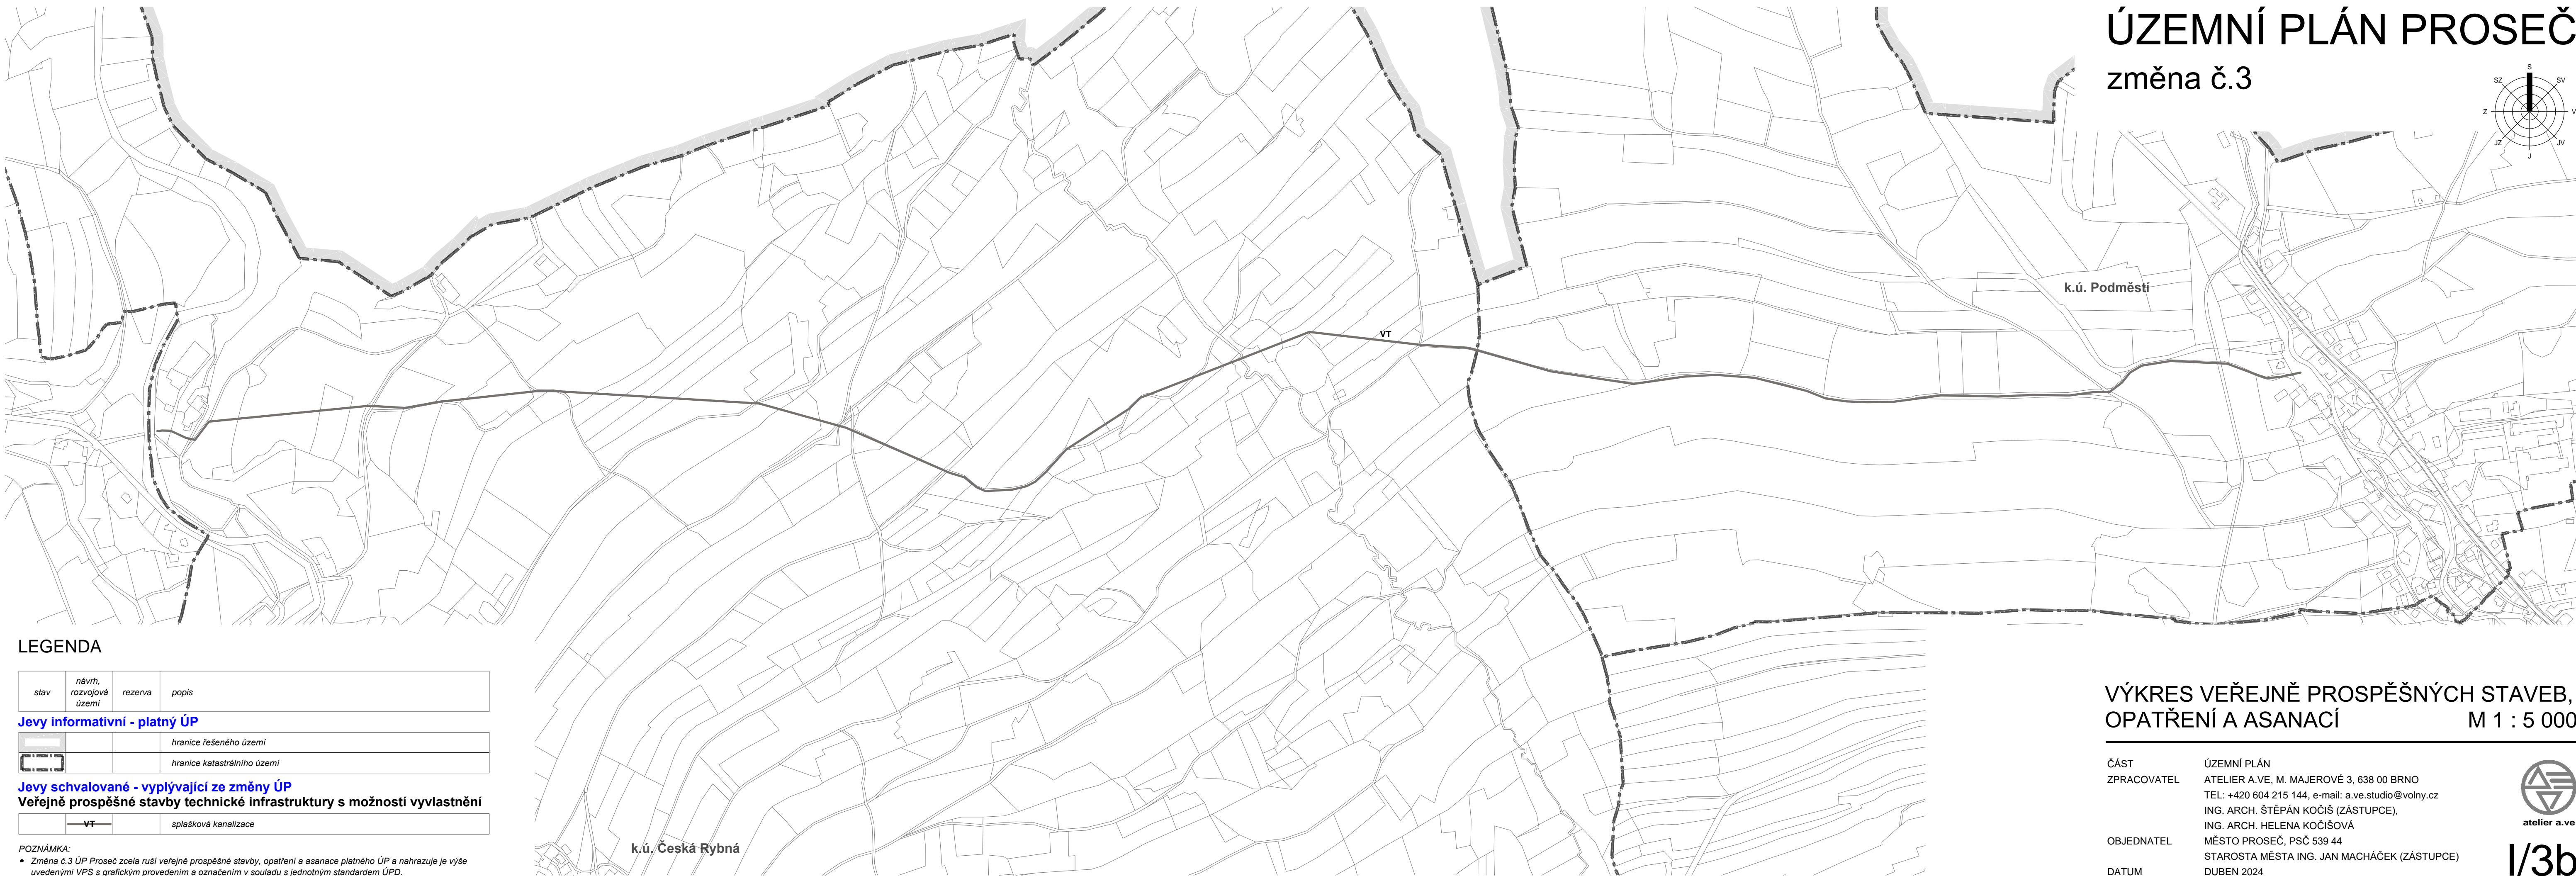 ÚZEMNÍ PLÁN PROSEČ
změna č.3
S
SZ
SV
Z
V
JZ
JV
J
k.ú. Podměstí
VT
LEGENDA
stav
návrh, rozvojová území
rezerva
popis
Jevy informativní - platný ÚP
hranice řešeného území
hranice katastrálního území
Jevy schvalované - vyplývající ze změny ÚP
Veřejně prospěšné stavby technické infrastruktury s možností vyvlastnění
VT
splašková kanalizace
POZNÁMKA:
• Změna č.3 ÚP Proseč zcela ruší veřejně prospěšné stavby, opatření a asanace platného ÚP a nahrazuje je výše
uvedenými VPS s grafickým provedením a označením v souladu s jednotným standardem ÚPD.
k.ú. Česká Rybná
VÝKRES VEŘEJNĚ PROSPĚŠNÝCH STAVEB,
OPATŘENÍ A ASANACÍ M 1 : 5 000
ČÁST ÚZEMNÍ PLÁN
ZPRACOVATEL ATELIER A.VE, M. MAJEROVÉ 3, 638 00 BRNO
TEL: +420 604 215 144, e-mail: a.ve.studio@volny.cz
ING. ARCH. ŠTĚPÁN KOČIŠ (ZÁSTUPCE),
ING. ARCH. HELENA KOČIŠOVÁ
OBJEDNATEL MĚSTO PROSEČ, PSČ 539 44
STAROSTA MĚSTA ING. JAN MACHÁČEK (ZÁSTUPCE)
DATUM DUBEN 2024
atelier a.ve
I/3b